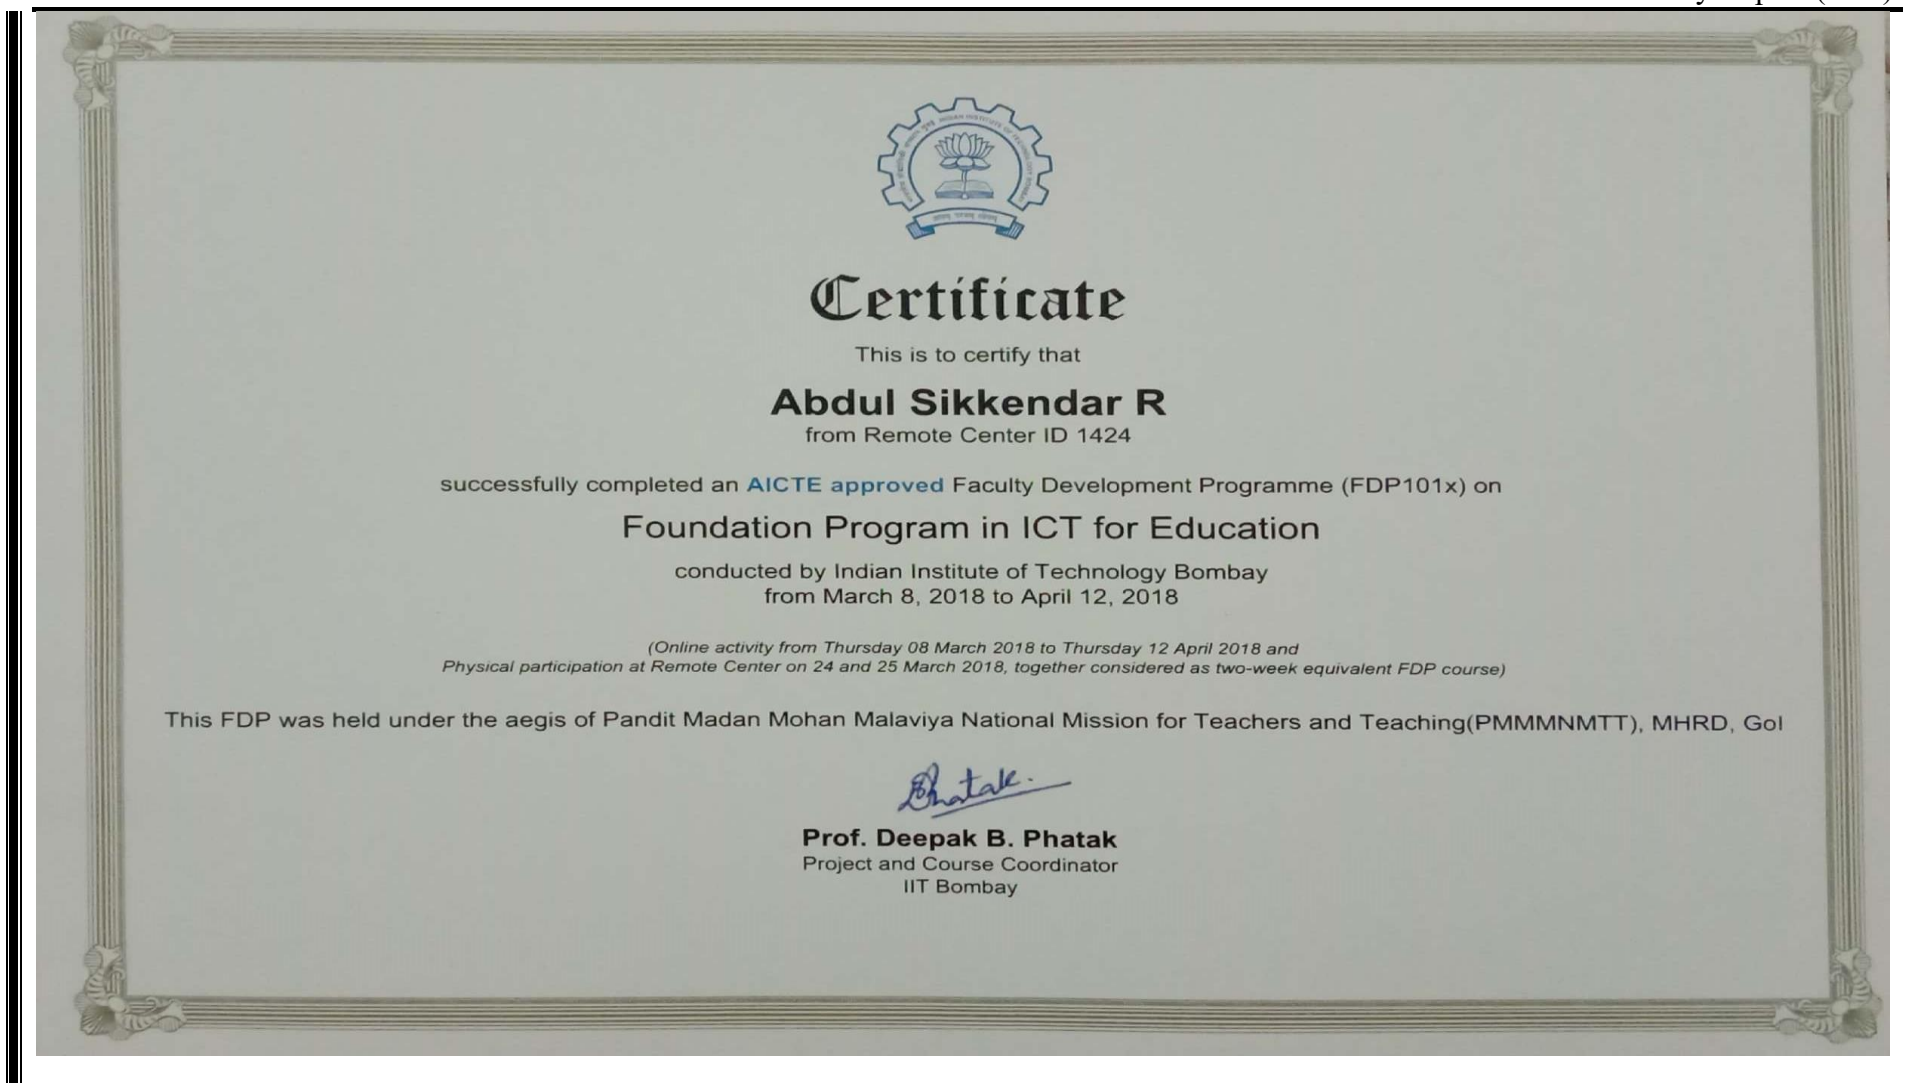 Certificate
This is to certify that
Abdul Sikkendar R
from Remote Center ID 1424
successfully completed an AICTE approved Faculty Development Programme (FDP101x) on
Foundation Program in ICT for Education
conducted by Indian Institute of Technology Bombay
from March 8, 2018 to April 12, 2018
(Online activity from Thursday 08 March 2018 to Thursday 12 April 2018 and
Physical participation at Remote Center on 24 and 25 March 2018, together considered as two-week equivalent FDP course)
This FDP was held under the aegis of Pandit Madan Mohan Malaviya National Mission for Teachers and Teaching(PMMMNMTT), MHRD, GoI
Phatak.
Prof. Deepak B. Phatak
Project and Course Coordinator
IIT Bombay